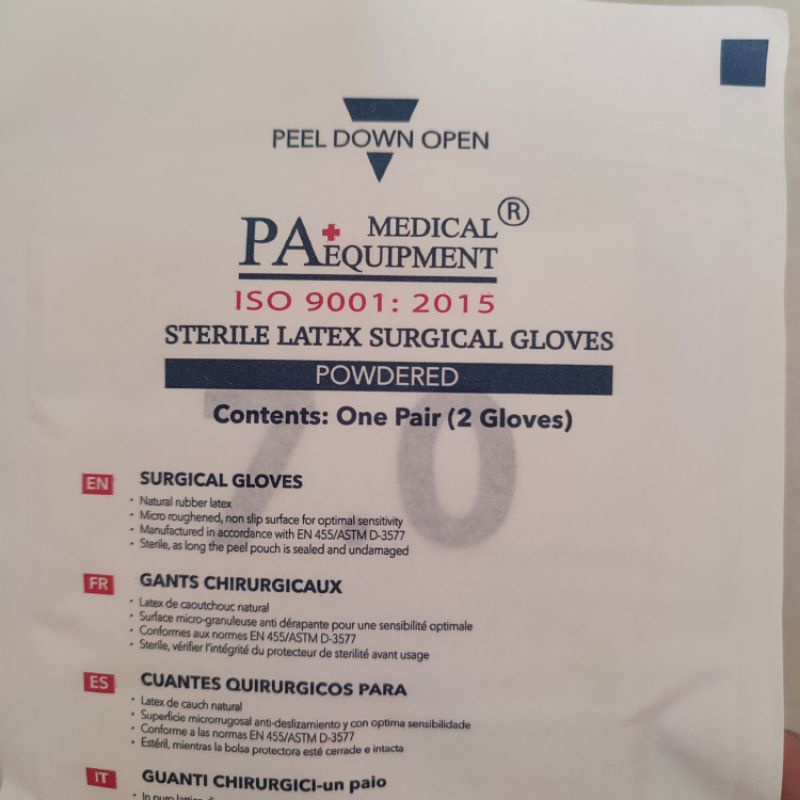 PEEL DOWN OPEN
PA+ MEDICAL EQUIPMENT ®
ISO 9001: 2015
STERILE LATEX SURGICAL GLOVES
POWDERED
Contents: One Pair (2 Gloves)
7 0
EN SURGICAL GLOVES
· Natural rubber latex
· Micro roughened, non slip surface for optimal sensitivity
· Manufactured in accordance with EN 455/ASTM D-3577
· Sterile, as long the peel pouch is sealed and undamaged
FR GANTS CHIRURGICAUX
· Latex de caoutchouc natural
· Surface micro-granuleuse anti dérapante pour une sensibilité optimale
· Conformes aux normes EN 455/ASTM D-3577
· Sterile, vérifier l'intégrité du protecteur de sterilité avant usage
ES CUANTES QUIRURGICOS PARA
· Latex de cauch natural
· Superficie microrrugosal anti-deslizamiento y con optima sensibilidade
· Conforme a las normas EN 455/ASTM D-3577
· Estéril, mientras la bolsa protectora esté cerrade e intacta
IT GUANTI CHIRURGICI-un paio
· In puro